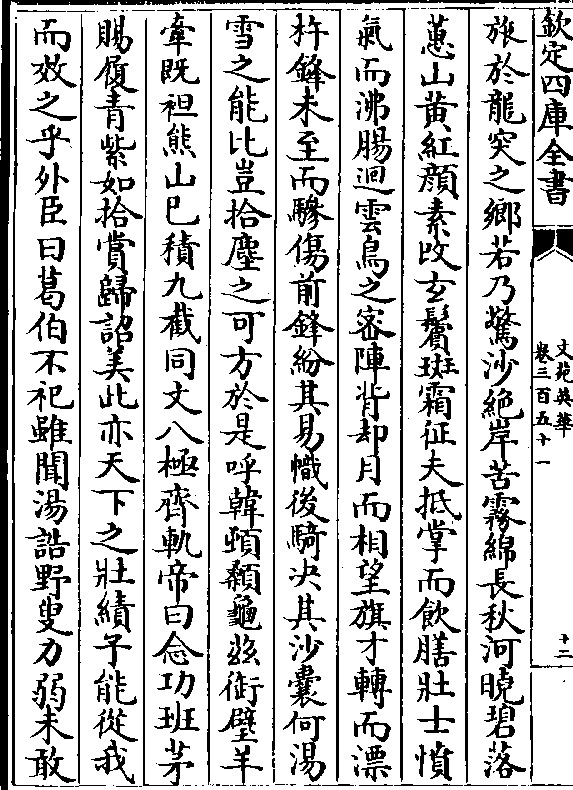 欽定四庫全書
文苑英華
卷三百五十一
十二
旅於龍突之鄉若乃驚沙絶岸苦霧綿長秋河曉碧落
蕙山黄紅顔素改玄鬢斑霜征夫抵掌而飲膳壯士憤
氣而沸腸迴雲鳥之密陣背却月而相望旗才轉而漂
杵鋒未至而驂傷前鋒紛其易幟後騎决其沙囊何湯
雪之能比豈拾塵之可方於是呼韓頓顙龜兹銜璧羊
牽既袒熊山已積九截同文八極齊軌帝曰念功班茅
賜履青紫如拾賞歸詔美此亦天下之壯績子能從我
而效之乎外臣曰葛伯不祀雖聞湯誥野叟力弱未敢